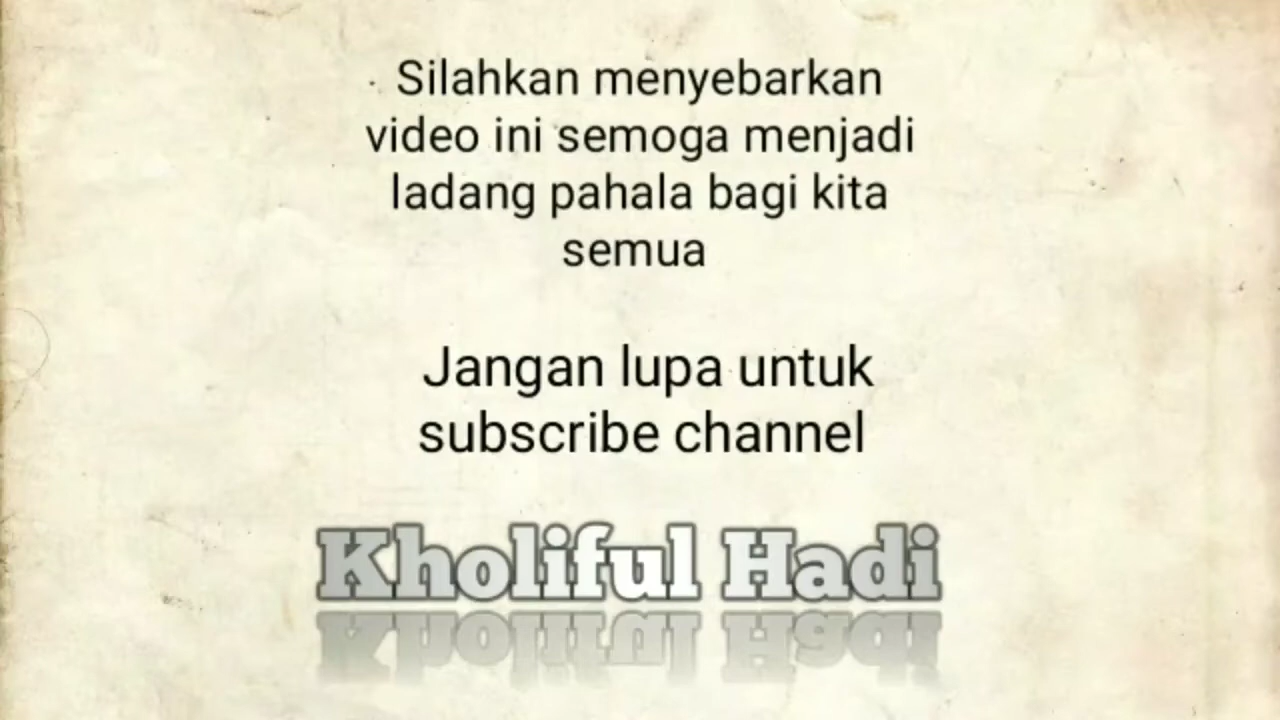 Silahkan menyebarkan
video ini semoga menjadi
ladang pahala bagi kita
semua
Jangan lupa untuk
subscribe channel
Kholiful Hadi